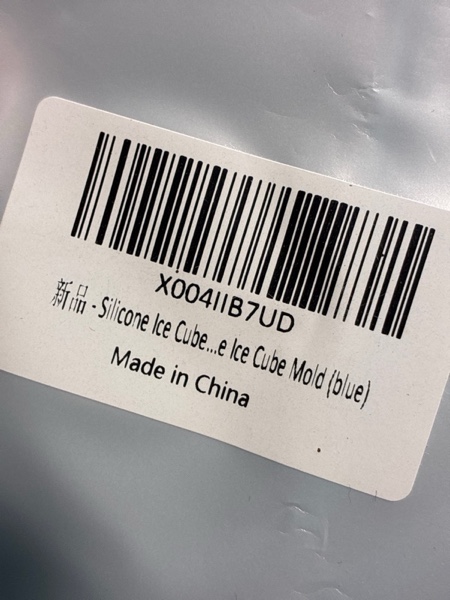 X004IIB7UD
新品 - Silicone Ice Cube...e Ice Cube Mold (blue)
Made in China